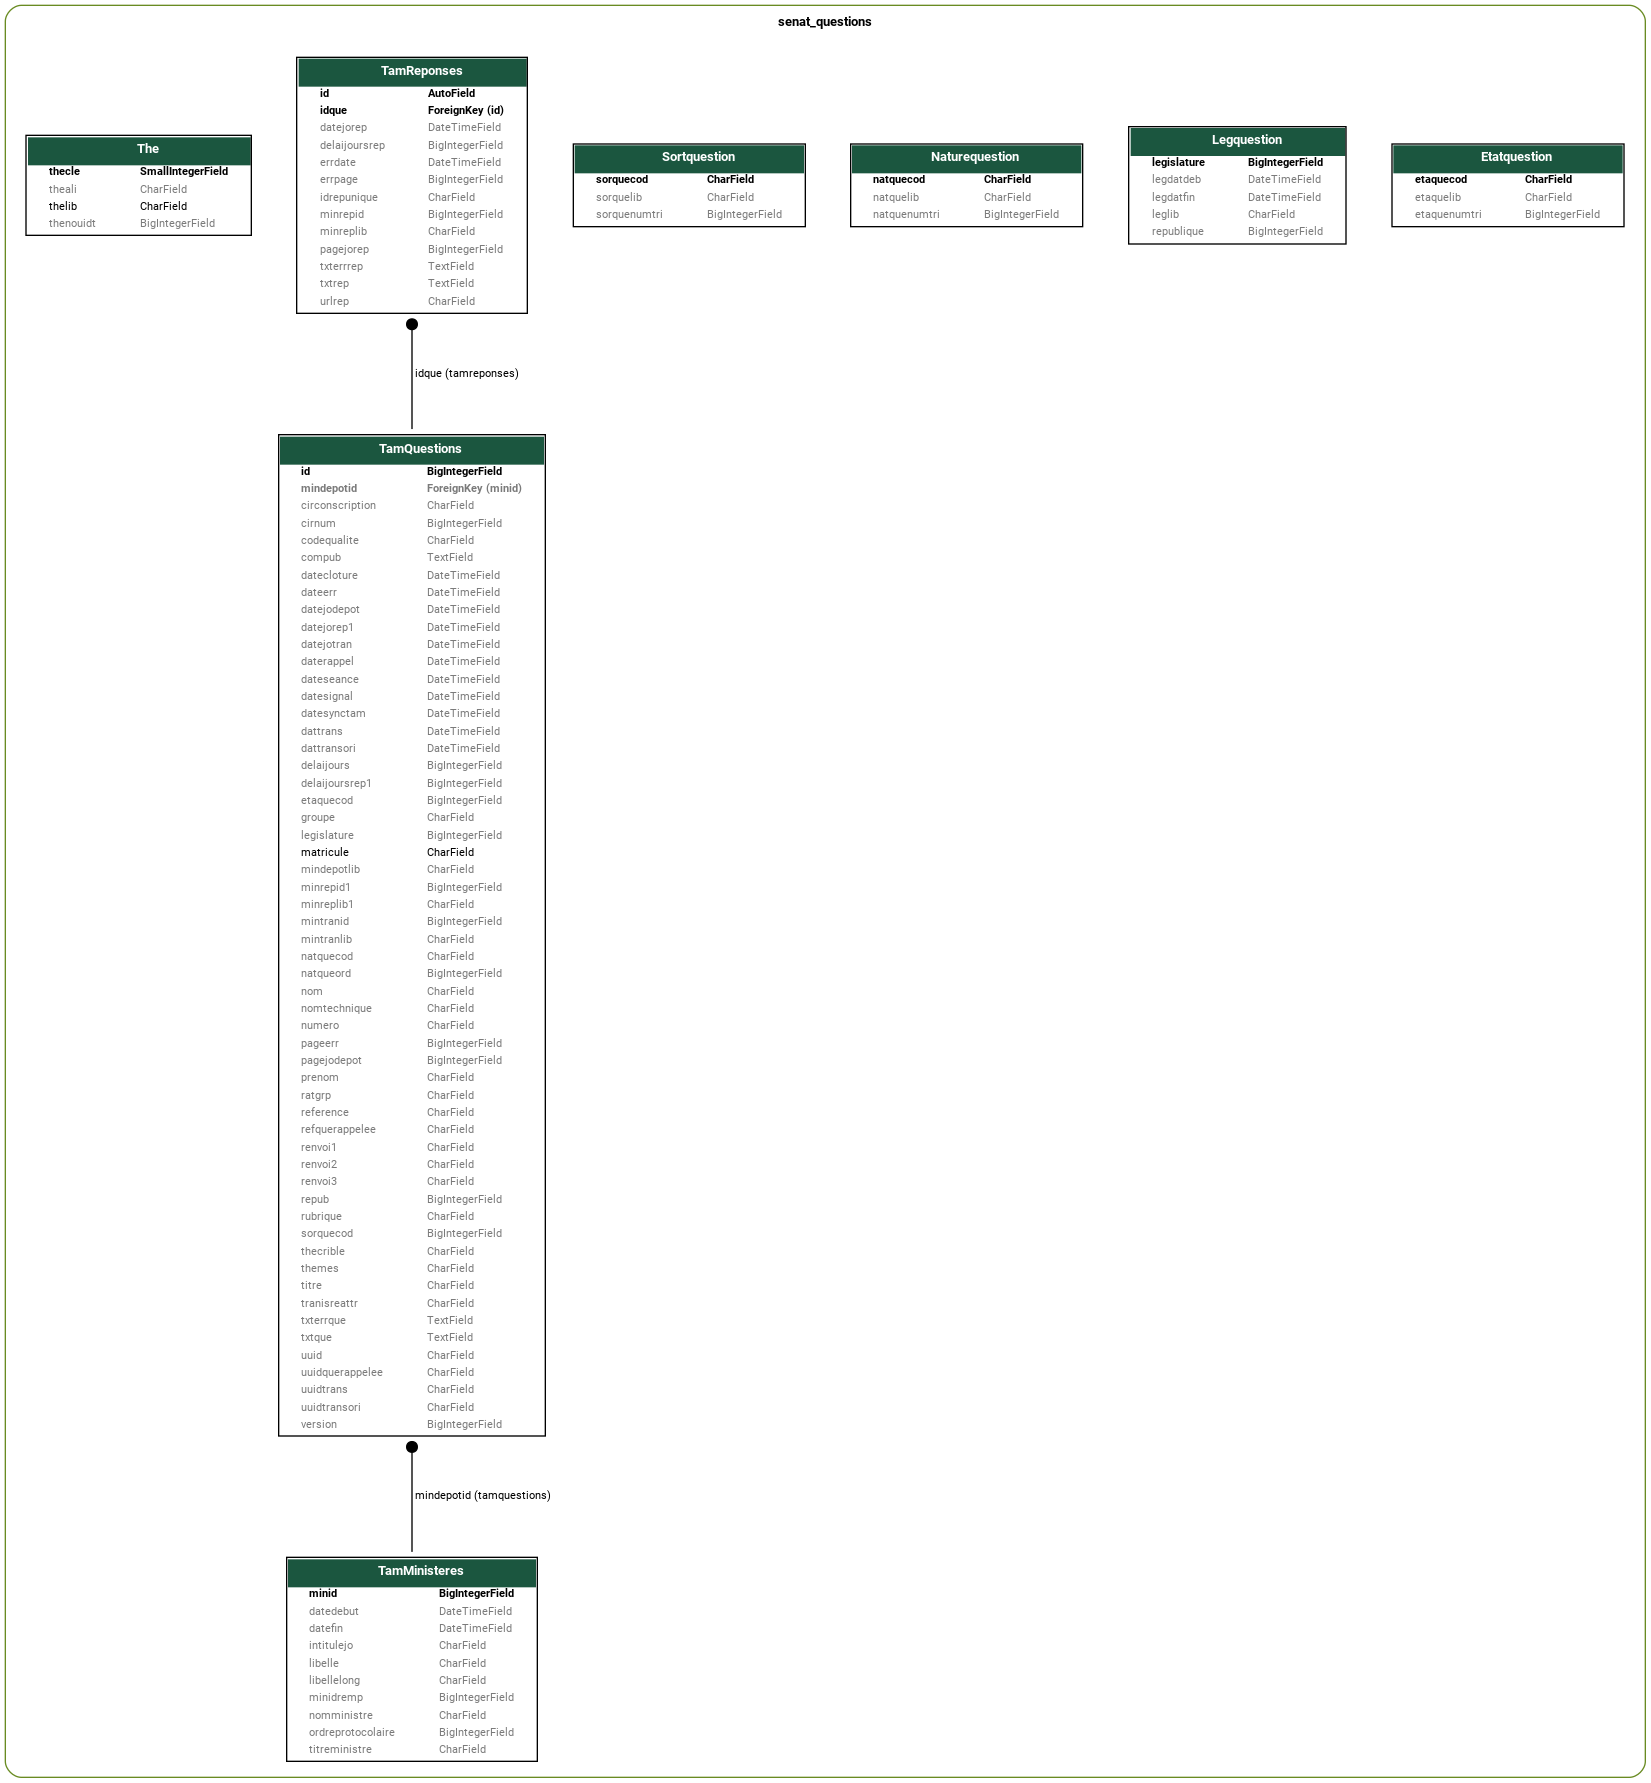 senat_questions
The
thecle SmallIntegerField
theali CharField
thelib CharField
thenouidt BigIntegerField
TamReponses
id AutoField
idque ForeignKey (id)
datejorep DateTimeField
delaijoursrep BigIntegerField
errdate DateTimeField
errpage BigIntegerField
idrepunique CharField
minrepid BigIntegerField
minreplib CharField
pagejorep BigIntegerField
txterrrep TextField
txtrep TextField
urlrep CharField
Sortquestion
sorquecod CharField
sorquelib CharField
sorquenumtri BigIntegerField
Naturequestion
natquecod CharField
natquelib CharField
natquenumtri BigIntegerField
Legquestion
legislature BigIntegerField
legdatdeb DateTimeField
legdatfin DateTimeField
leglib CharField
republique BigIntegerField
Etatquestion
etaquecod CharField
etaquelib CharField
etaquenumtri BigIntegerField
idque (tamreponses)
TamQuestions
id BigIntegerField
mindepotid ForeignKey (minid)
circonscription CharField
cirnum BigIntegerField
codequalite CharField
compub TextField
datecloture DateTimeField
dateerr DateTimeField
datejodepot DateTimeField
datejorep1 DateTimeField
datejotran DateTimeField
daterappel DateTimeField
dateseance DateTimeField
datesignal DateTimeField
datesynctam DateTimeField
dattrans DateTimeField
dattransori DateTimeField
delaijours BigIntegerField
delaijoursrep1 BigIntegerField
etaquecod BigIntegerField
groupe CharField
legislature BigIntegerField
matricule CharField
mindepotlib CharField
minrepid1 BigIntegerField
minreplib1 CharField
mintranid BigIntegerField
mintranlib CharField
natquecod CharField
natqueord BigIntegerField
nom CharField
nomtechnique CharField
numero CharField
pageerr BigIntegerField
pagejodepot BigIntegerField
prenom CharField
ratgrp CharField
reference CharField
refquerappelee CharField
renvoi1 CharField
renvoi2 CharField
renvoi3 CharField
repub BigIntegerField
rubrique CharField
sorquecod BigIntegerField
thecrible CharField
themes CharField
titre CharField
tranisreattr CharField
txterrque TextField
txtque TextField
uuid CharField
uuidquerappelee CharField
uuidtrans CharField
uuidtransori CharField
version BigIntegerField
mindepotid (tamquestions)
TamMinisteres
minid BigIntegerField
datedebut DateTimeField
datefin DateTimeField
intitulejo CharField
libelle CharField
libellelong CharField
minidremp BigIntegerField
nomministre CharField
ordreprotocolaire BigIntegerField
titreministre CharField